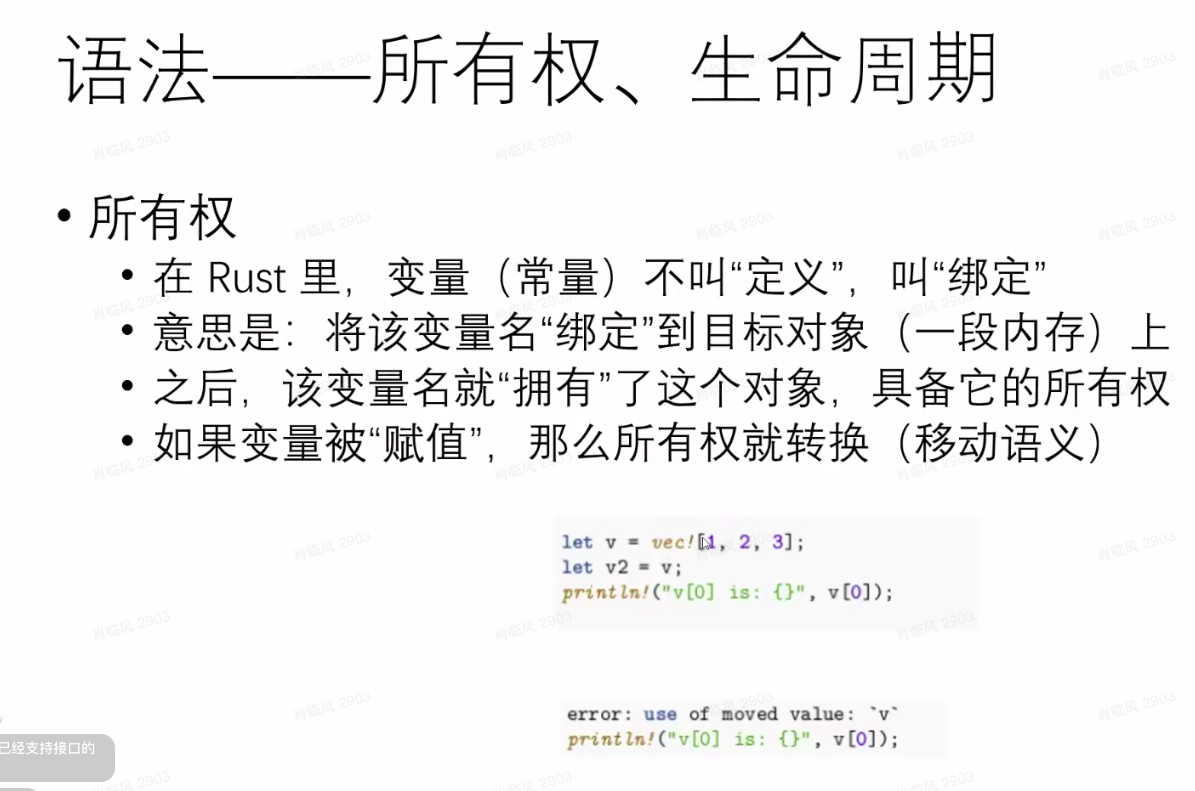 语法——所有权、生命周期
• 所有权
• 在 Rust 里，变量（常量）不叫“定义”，叫“绑定”
• 意思是：将该变量名“绑定”到目标对象（一段内存）上
• 之后，该变量名就“拥有”了这个对象，具备它的所有权
• 如果变量被“赋值”，那么所有权就转换（移动语义）
let v = vec![1, 2, 3];
let v2 = v;
println!("v[0] is: {}", v[0]);
error: use of moved value: `v`
println!("v[0] is: {}", v[0]);
已经支持接口的
肖临风 2903